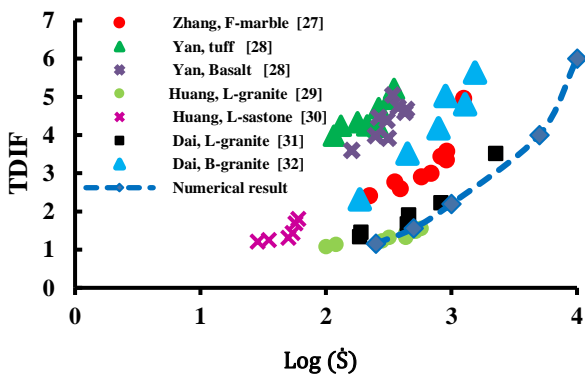 7
6
5
4
3
2
1
0
TDIF
Zhang, F-marble [27]
Yan, tuff [28]
Yan, Basalt [28]
Huang, L-granite [29]
Huang, L-sastone [30]
Dai, L-granite [31]
Dai, B-granite [32]
Numerical result
0 1 2 3 4
Log (Ṡ)